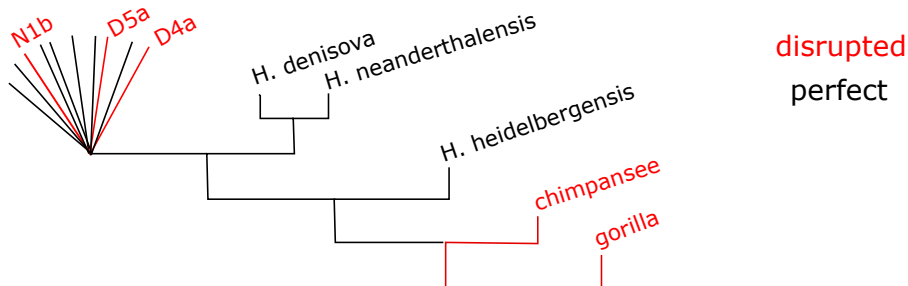 N1b
D5a
D4a
H. denisova
H. neanderthalensis
H. heidelbergensis
chimpansee
gorilla
disrupted
perfect